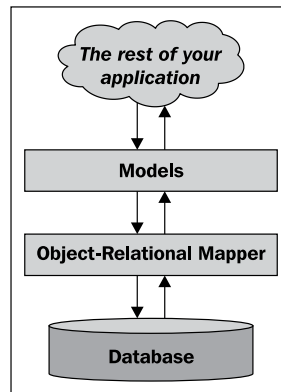 The rest of your
application
Models
Object-Relational Mapper
Database